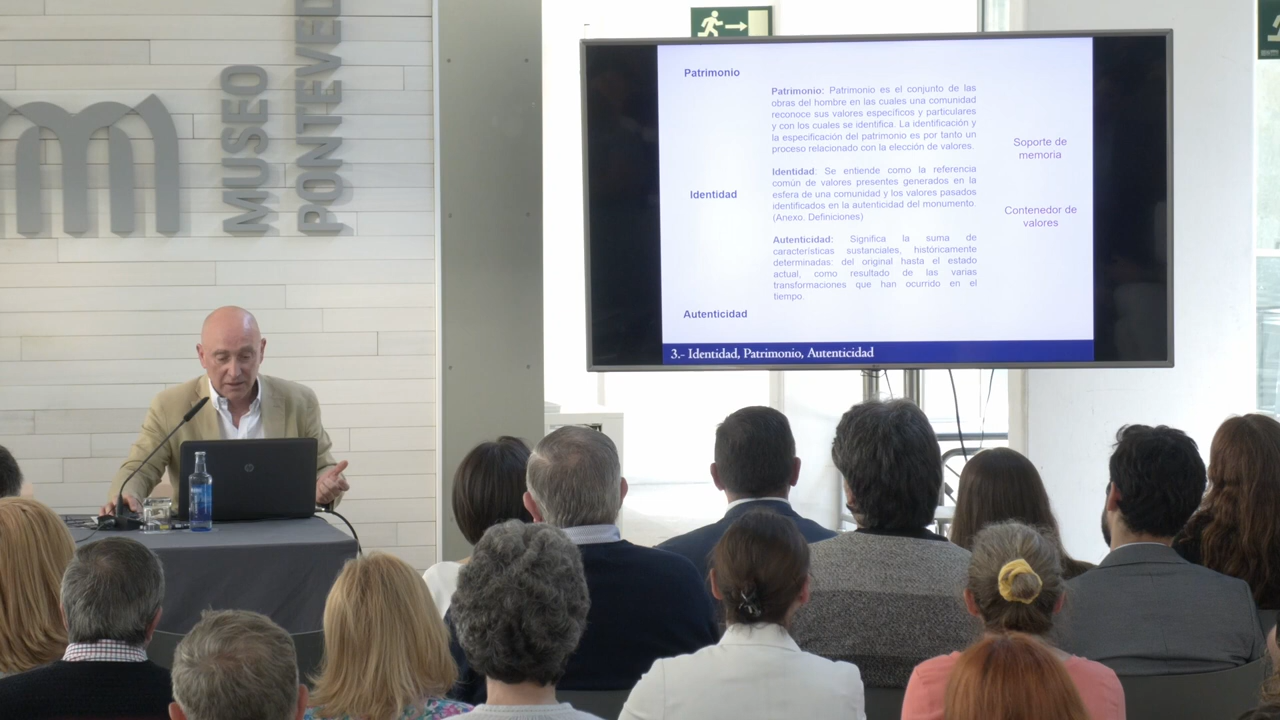 MUSEO
PONTEVED
Patrimonio
Patrimonio: Patrimonio es el conjunto de las
obras del hombre en las cuales una comunidad
reconoce sus valores específicos y particulares
y con los cuales se identifica. La identificación y
la especificación del patrimonio es por tanto un
proceso relacionado con la elección de valores.
Soporte de
memoria
Identidad
Identidad: Se entiende como la referencia
común de valores presentes generados en la
esfera de una comunidad y los valores pasados
identificados en la autenticidad del monumento.
(Anexo. Definiciones)
Contenedor de
valores
Autenticidad: Significa la suma de
características sustanciales, históricamente
determinadas: del original hasta el estado
actual, como resultado de las varias
transformaciones que han ocurrido en el
tiempo.
Autenticidad
3.- Identidad, Patrimonio, Autenticidad
hp